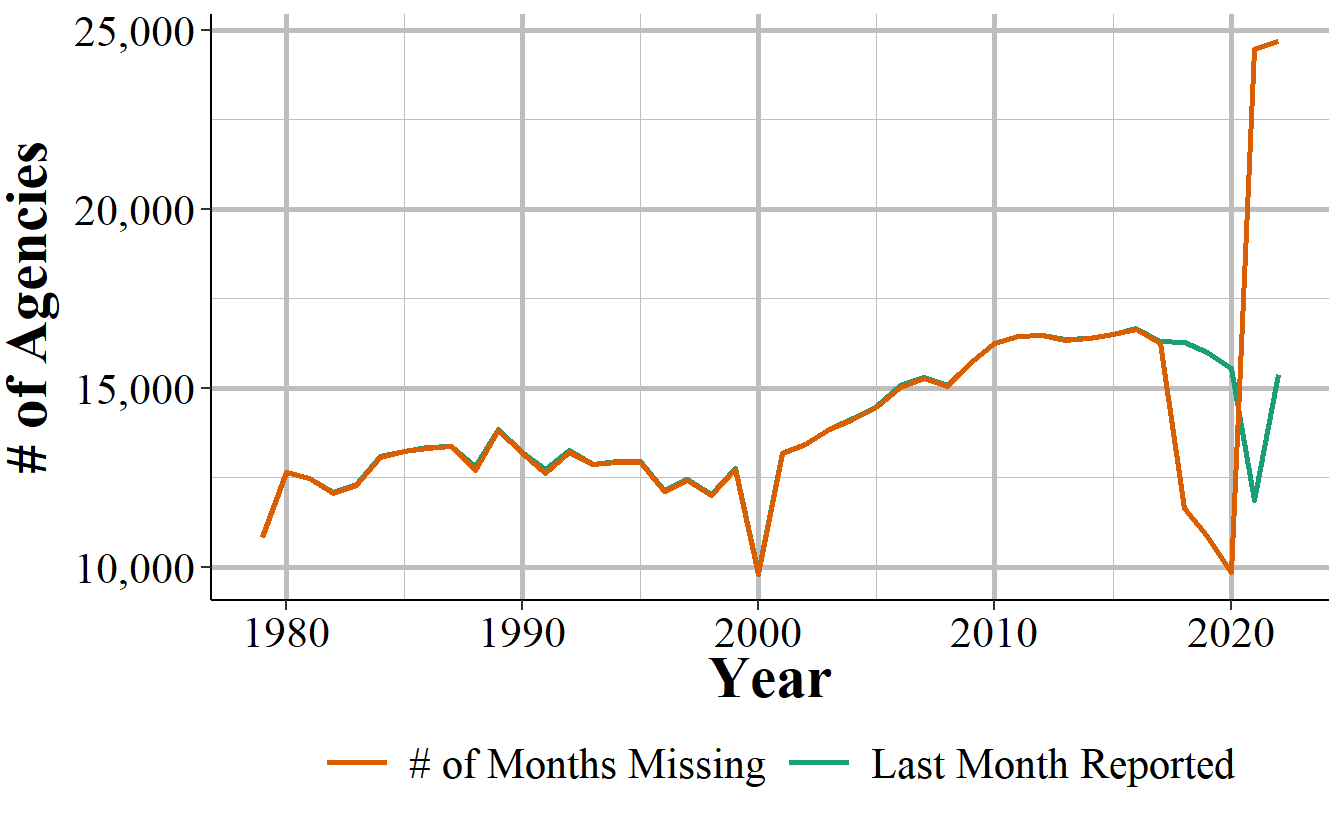 # of Agencies
25,000
20,000
15,000
10,000
1980 1990 2000 2010 2020
Year
# of Months Missing Last Month Reported